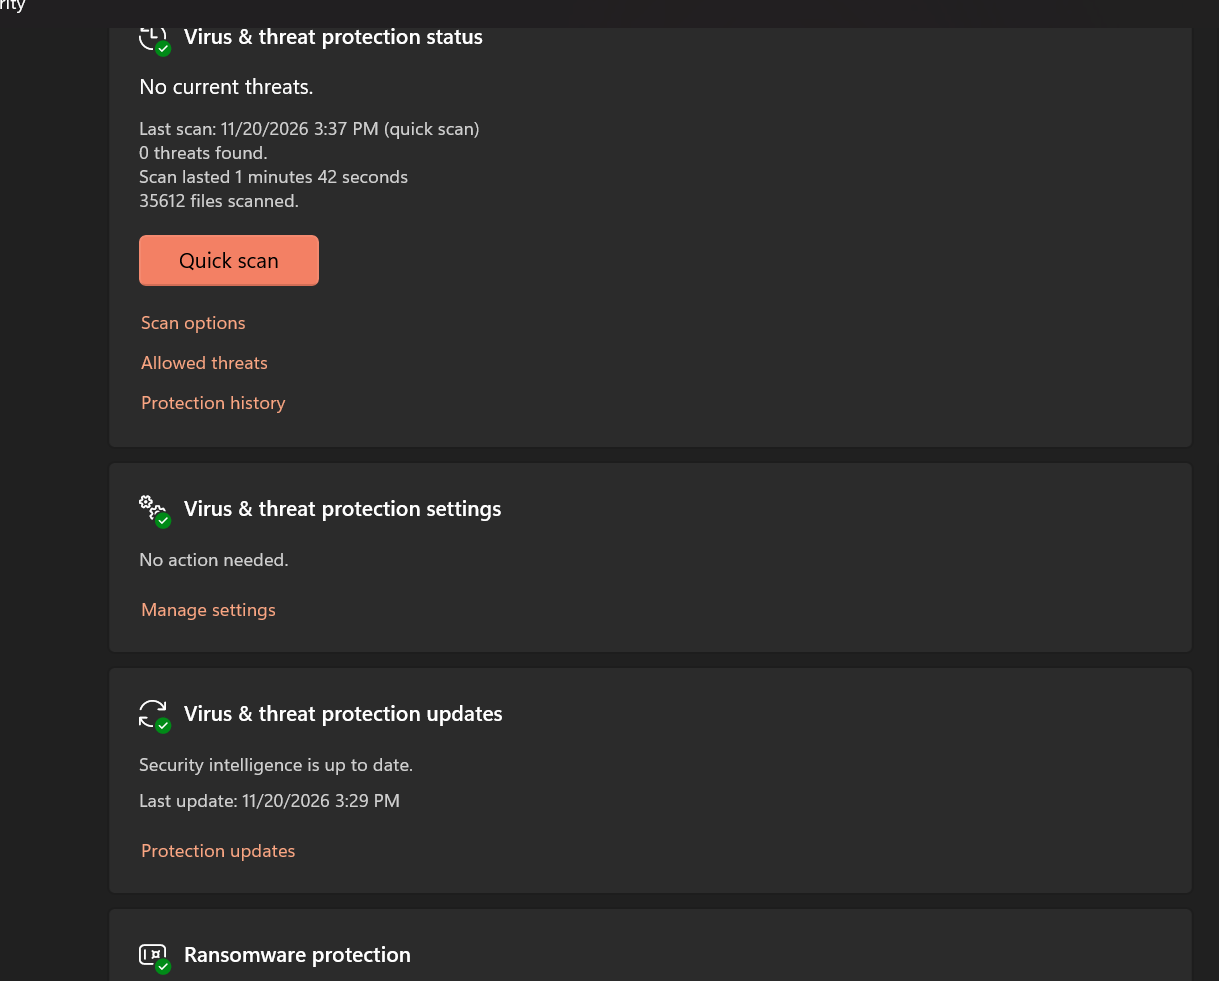 rity
Virus & threat protection status
No current threats.
Last scan: 11/20/2026 3:37 PM (quick scan)
0 threats found.
Scan lasted 1 minutes 42 seconds
35612 files scanned.
Quick scan
Scan options
Allowed threats
Protection history
Virus & threat protection settings
No action needed.
Manage settings
Virus & threat protection updates
Security intelligence is up to date.
Last update: 11/20/2026 3:29 PM
Protection updates
Ransomware protection